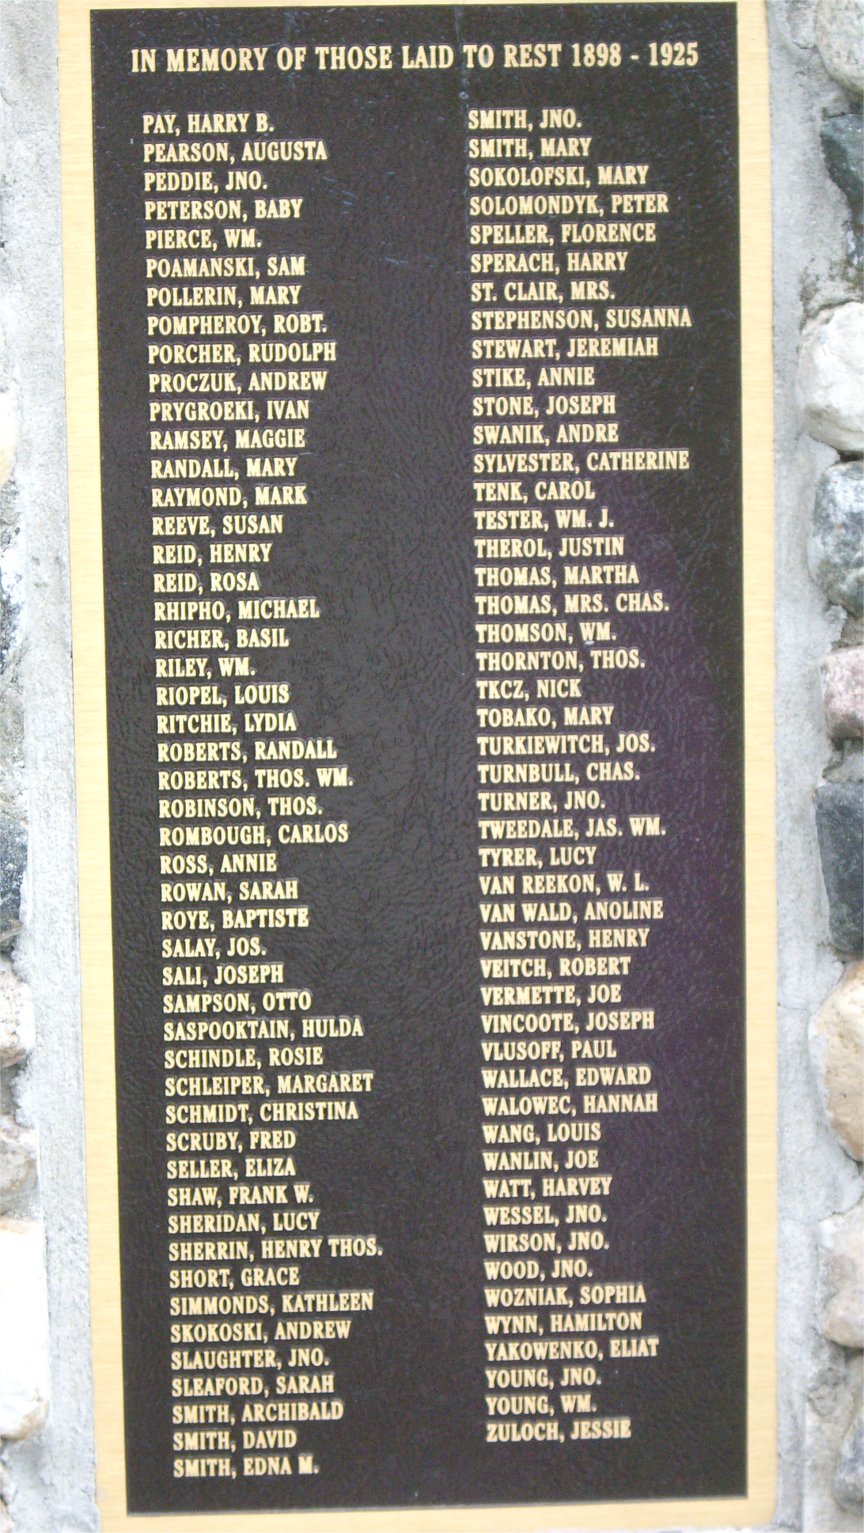 IN MEMORY OF THOSE LAID TO REST 1898 - 1925
PAY, HARRY B.
PEARSON, AUGUSTA
PEDDIE, JNO.
PETERSON, BABY
PIERCE, WM.
POAMANSKI, SAM
POLLERIN, MARY
POMPHEROY, ROBT.
PORCHER, RUDOLPH
PROCZUK, ANDREW
PRYGROEKI, IVAN
RAMSEY, MAGGIE
RANDALL, MARY
RAYMOND, MARK
REEVE, SUSAN
REID, HENRY
REID, ROSA
RHIPHO, MICHAEL
RICHER, BASIL
RILEY, WM.
RIOPEL, LOUIS
RITCHIE, LYDIA
ROBERTS, RANDALL
ROBERTS, THOS. WM.
ROBINSON, THOS.
ROMBOUGH, CARLOS
ROSS, ANNIE
ROWAN, SARAH
ROYE, BAPTISTE
SALAY, JOS.
SALI, JOSEPH
SAMPSON, OTTO
SASPOOKTAIN, HULDA
SCHINDLE, ROSIE
SCHLEIPER, MARGARET
SCHMIDT, CHRISTINA
SCRUBY, FRED
SELLER, ELIZA
SHAW, FRANK W.
SHERIDAN, LUCY
SHERRIN, HENRY THOS.
SHORT, GRACE
SIMMONDS, KATHLEEN
SKOKOSKI, ANDREW
SLAUGHTER, JNO.
SLEAFORD, SARAH
SMITH, ARCHIBALD
SMITH, DAVID
SMITH, EDNA M.
SMITH, JNO.
SMITH, MARY
SOKOLOFSKI, MARY
SOLOMONDYK, PETER
SPELLER, FLORENCE
SPERACH, HARRY
ST. CLAIR, MRS.
STEPHENSON, SUSANNA
STEWART, JEREMIAH
STIKE, ANNIE
STONE, JOSEPH
SWANIK, ANDRE
SYLVESTER, CATHERINE
TENK, CAROL
TESTER, WM. J.
THEROL, JUSTIN
THOMAS, MARTHA
THOMAS, MRS. CHAS.
THOMSON, WM.
THORNTON, THOS.
TKCZ, NICK
TOBAKO, MARY
TURKIEWITCH, JOS.
TURNBULL, CHAS.
TURNER, JNO.
TWEEDALE, JAS. WM.
TYRER, LUCY
VAN REEKON, W. L.
VAN WALD, ANOLINE
VANSTONE, HENRY
VEITCH, ROBERT
VERMETTE, JOE
VINCOOTE, JOSEPH
VLUSOFF, PAUL
WALLACE, EDWARD
WALOWEC, HANNAH
WANG, LOUIS
WANLIN, JOE
WATT, HARVEY
WESSEL, JNO.
WIRSON, JNO.
WOOD, JNO.
WOZNIAK, SOPHIA
WYNN, HAMILTON
YAKOWENKO, ELIAT
YOUNG, JNO.
YOUNG, WM.
ZULOCH, JESSIE